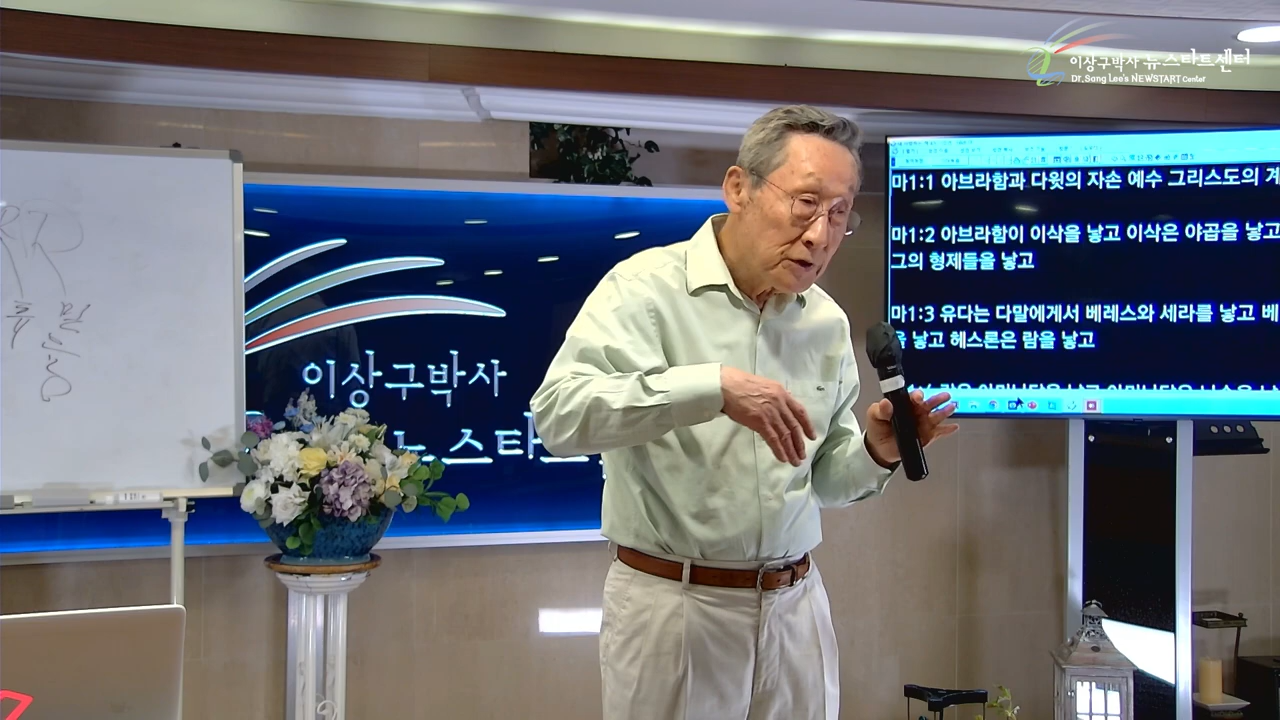 이상구박사 뉴스타트센터
Dr. Sang Lee's NEWSTART Center
마1:1 아브라함과 다윗의 자손 예수 그리스도의 계
마1:2 아브라함이 이삭을 낳고 이삭은 야곱을 낳고
그의 형제들을 낳고
마1:3 유다는 다말에게서 베레스와 세라를 낳고 베
을 낳고 헤스론은 람을 낳고
이상구박사
뉴스타트